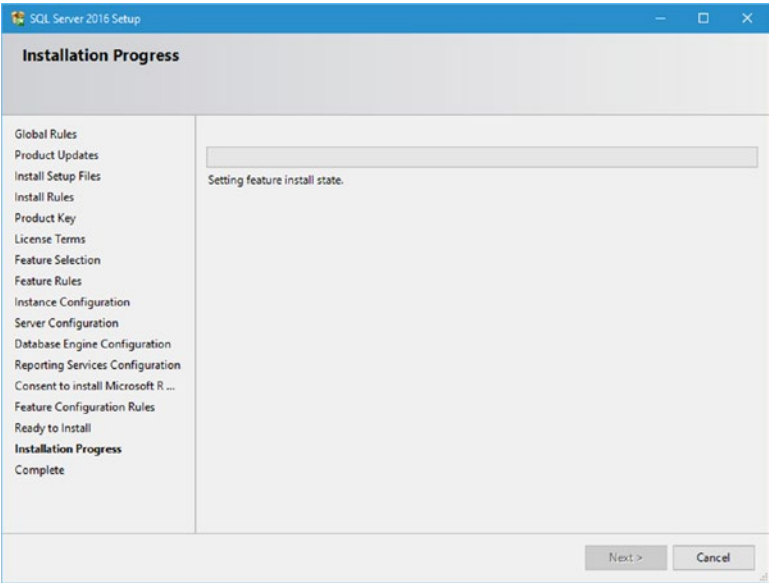 SQL Server 2016 Setup
Installation Progress
Global Rules
Product Updates
Install Setup Files
Install Rules
Product Key
License Terms
Feature Selection
Feature Rules
Instance Configuration
Server Configuration
Database Engine Configuration
Reporting Services Configuration
Consent to install Microsoft R ...
Feature Configuration Rules
Ready to Install
Installation Progress
Complete
Setting feature install state.
Next >
Cancel